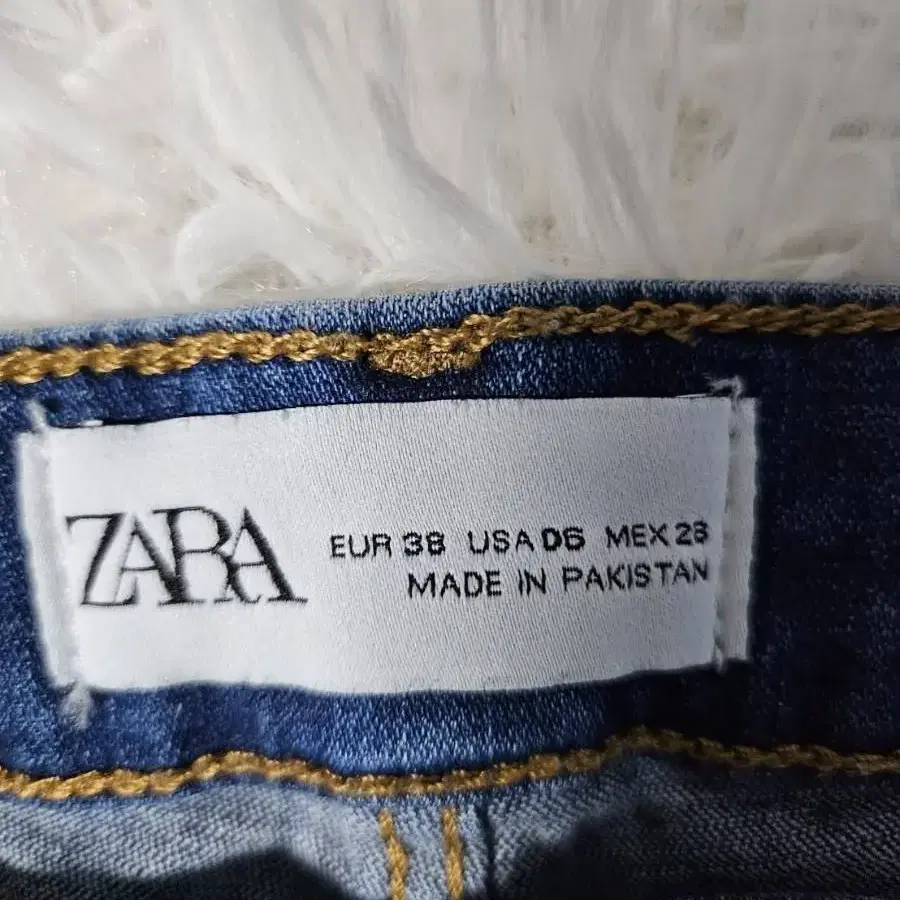 ZARA
EUR 38 USA 06 MEX 28
MADE IN PAKISTAN